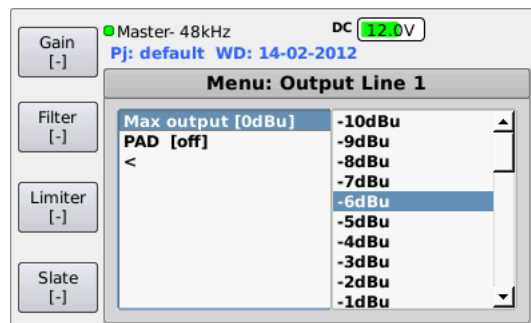 Gain
[-]
Master- 48kHz
DC 12.0V
Pj: default WD: 14-02-2012
Menu: Output Line 1
Filter
[-]
Limiter
[-]
Slate
[-]
Max output [0dBu]
PAD [off]
<
-10dBu
-9dBu
-8dBu
-7dBu
-6dBu
-5dBu
-4dBu
-3dBu
-2dBu
-1dBu